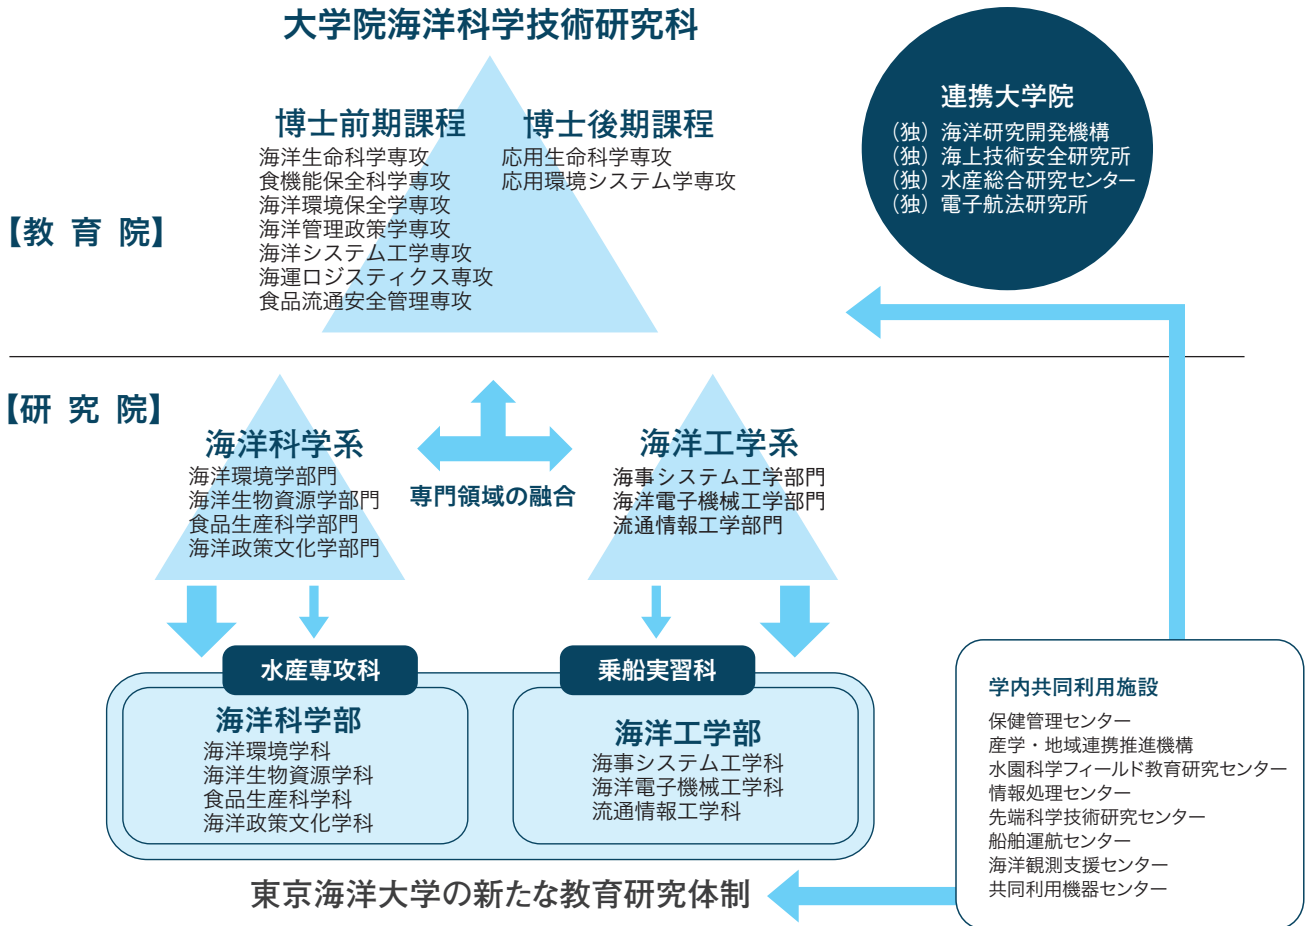 大学院海洋科学技術研究科
博士前期課程
海洋生命科学専攻
食機能保全科学専攻
海洋環境保全学専攻
海洋管理政策学専攻
海洋システム工学専攻
海運ロジスティクス専攻
食品流通安全管理専攻
博士後期課程
応用生命科学専攻
応用環境システム学専攻
連携大学院
（独）海洋研究開発機構
（独）海上技術安全研究所
（独）水産総合研究センター
（独）電子航法研究所
【教 育 院】
【研 究 院】
海洋科学系
海洋環境学部門
海洋生物資源学部門
食品生産科学部門
海洋政策文化学部門
専門領域の融合
海洋工学系
海事システム工学部門
海洋電子機械工学部門
流通情報工学部門
水産専攻科
海洋科学部
海洋環境学科
海洋生物資源学科
食品生産科学科
海洋政策文化学科
乗船実習科
海洋工学部
海事システム工学科
海洋電子機械工学科
流通情報工学科
学内共同利用施設
保健管理センター
産学・地域連携推進機構
水圏科学フィールド教育研究センター
情報処理センター
先端科学技術研究センター
船舶運航センター
海洋観測支援センター
共同利用機器センター
東京海洋大学の新たな教育研究体制